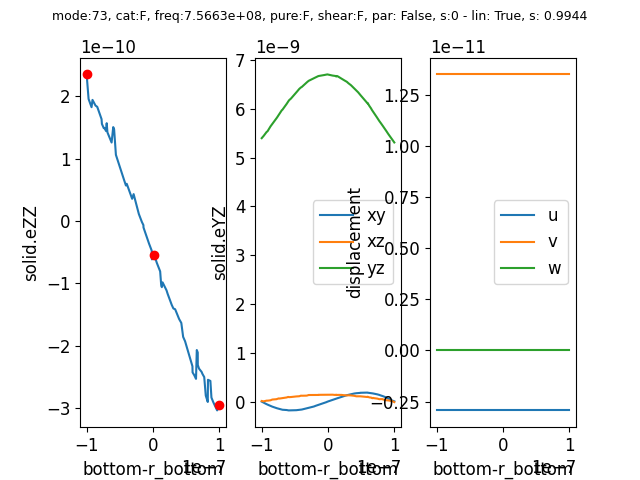 mode:73, cat:F, freq:7.5663e+08, pure:F, shear:F, par: False, s:0 - lin: True, s: 0.9944
1e−10
1e−9
1e−11
2
1
0
−1
−2
−3
solid.eZZ
−1
0
1
bottom-r_bottom
1e−7
7
6
5
4
3
2
1
0
solid.eYZ
xy
xz
yz
−1
0
1
bottom-r_bottom
1e−7
1.25
1.00
0.75
0.50
0.25
0.00
−0.25
displacement
u
v
w
−1
0
1
bottom-r_bottom
1e−7